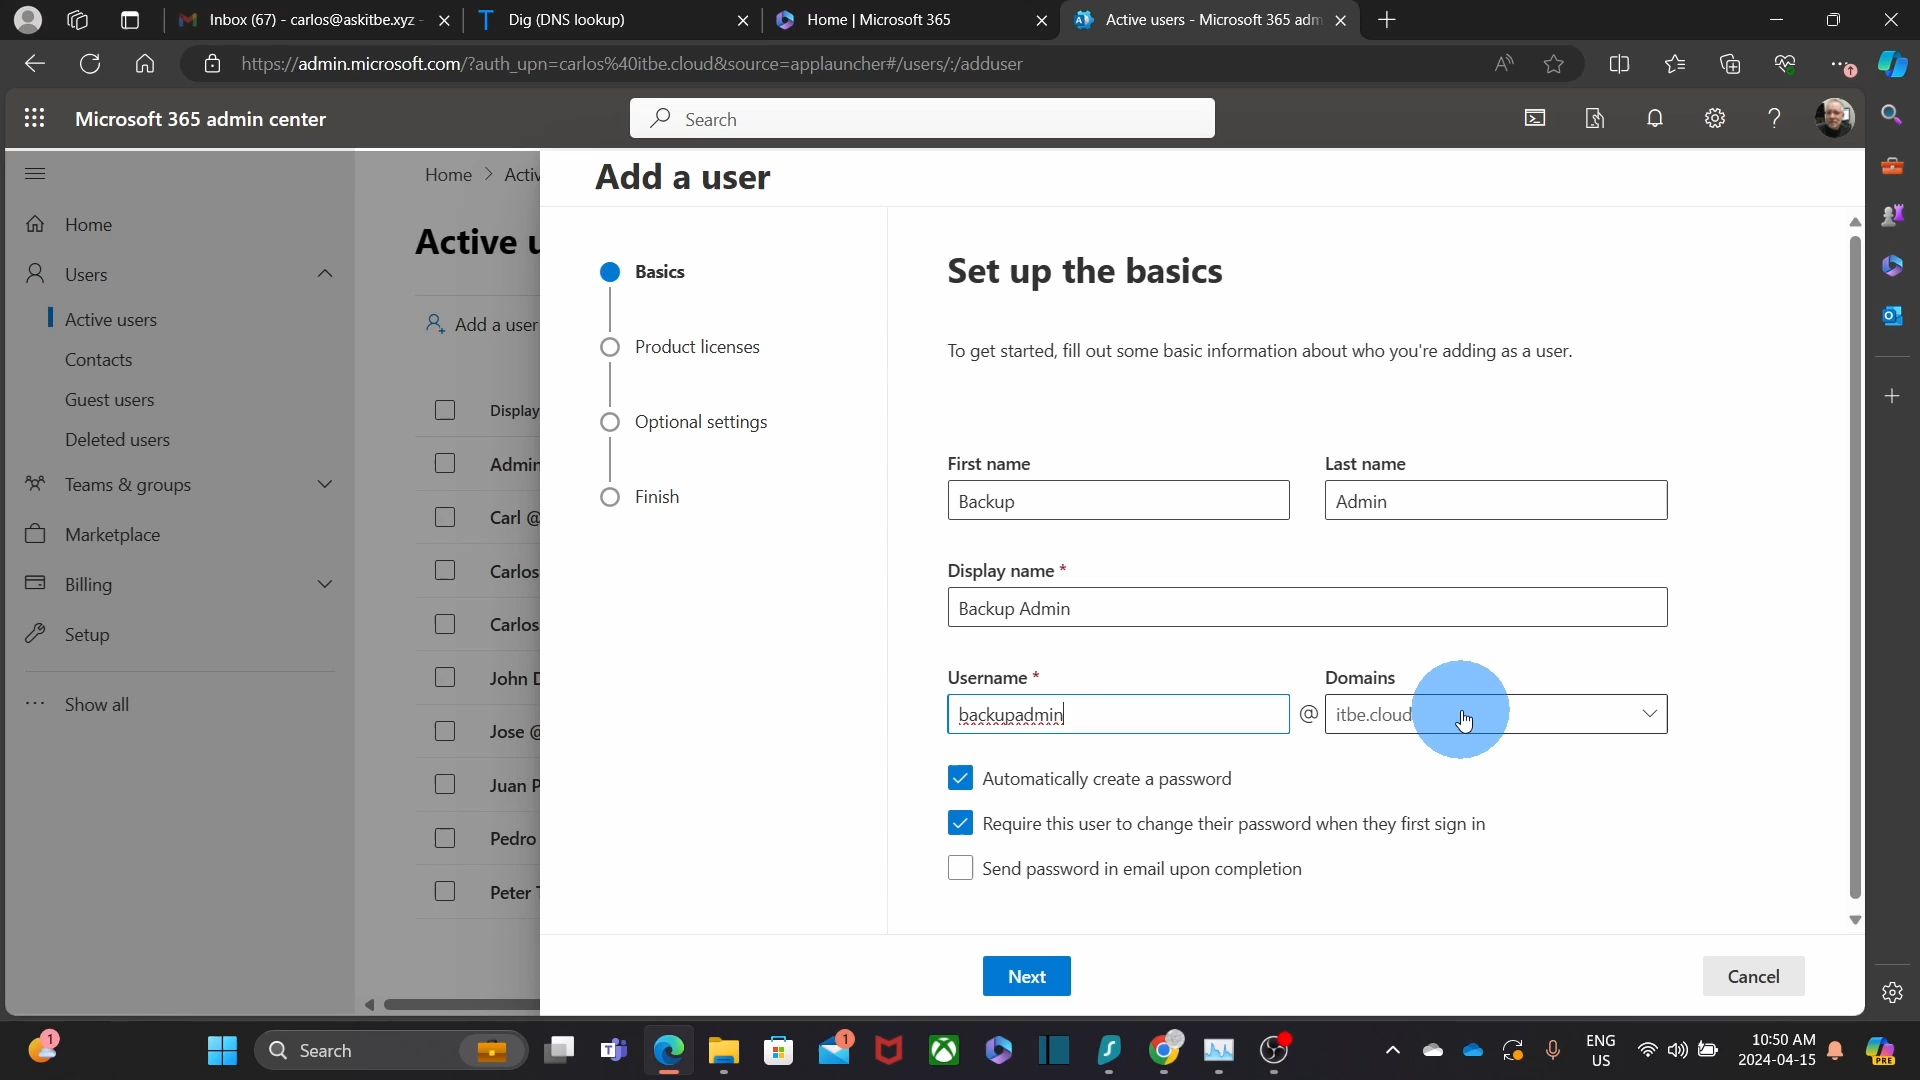 Inbox (67) - carlos@askitbe.xyz -
Dig (DNS lookup)
Home | Microsoft 365
Active users - Microsoft 365 adm
https://admin.microsoft.com/?auth_upn=carlos%40itbe.cloud&source=applauncher#/users/:/adduser
Microsoft 365 admin center
Search
Home
Users
Active users
Contacts
Guest users
Deleted users
Teams & groups
Marketplace
Billing
Setup
Show all
Home > Activ
Active u
Add a user
Display
Admin
Carl @
Carlos
Carlos
John D
Jose @
Juan P
Pedro
Peter T
Add a user
Basics
Product licenses
Optional settings
Finish
Set up the basics
To get started, fill out some basic information about who you're adding as a user.
First name
Last name
Backup
Admin
Display name *
Backup Admin
Username *
Domains
backupadmin
@
itbe.cloud
Automatically create a password
Require this user to change their password when they first sign in
Send password in email upon completion
Next
Cancel
1
Search
1
ENG
US
10:50 AM
2024-04-15
PRE